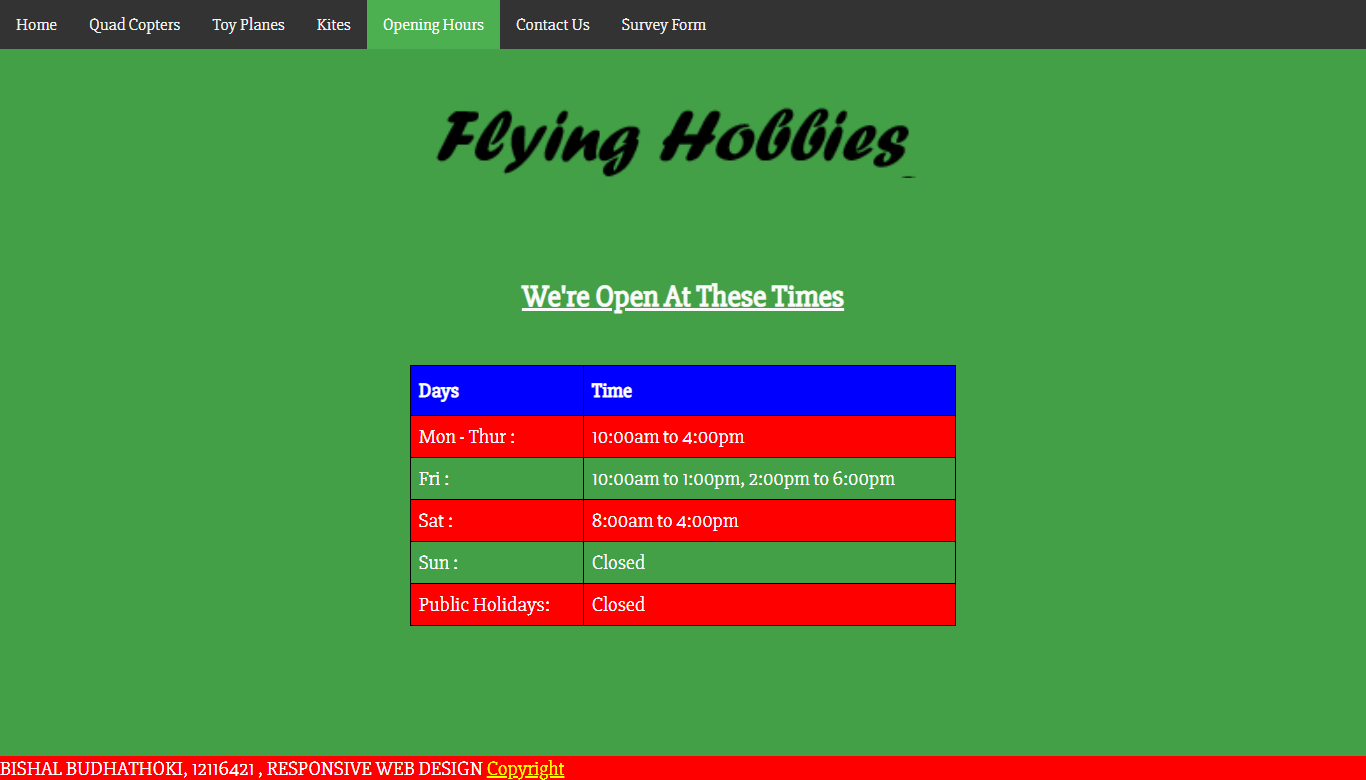 Home Quad Copters Toy Planes Kites Opening Hours Contact Us Survey Form
Flying Hobbies
We're Open At These Times
Days Time
Mon - Thur : 10:00am to 4:00pm
Fri : 10:00am to 1:00pm, 2:00pm to 6:00pm
Sat : 8:00am to 4:00pm
Sun : Closed
Public Holidays: Closed
BISHAL BUDHATHOKI, 12116421 , RESPONSIVE WEB DESIGN Copyright